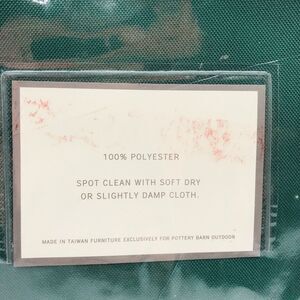 100% POLYESTER
SPOT CLEAN WITH SOFT DRY
OR SLIGHTLY DAMP CLOTH.
MADE IN TAIWAN FURNITURE EXCLUSIVELY FOR POTTERY BARN OUTDOOR